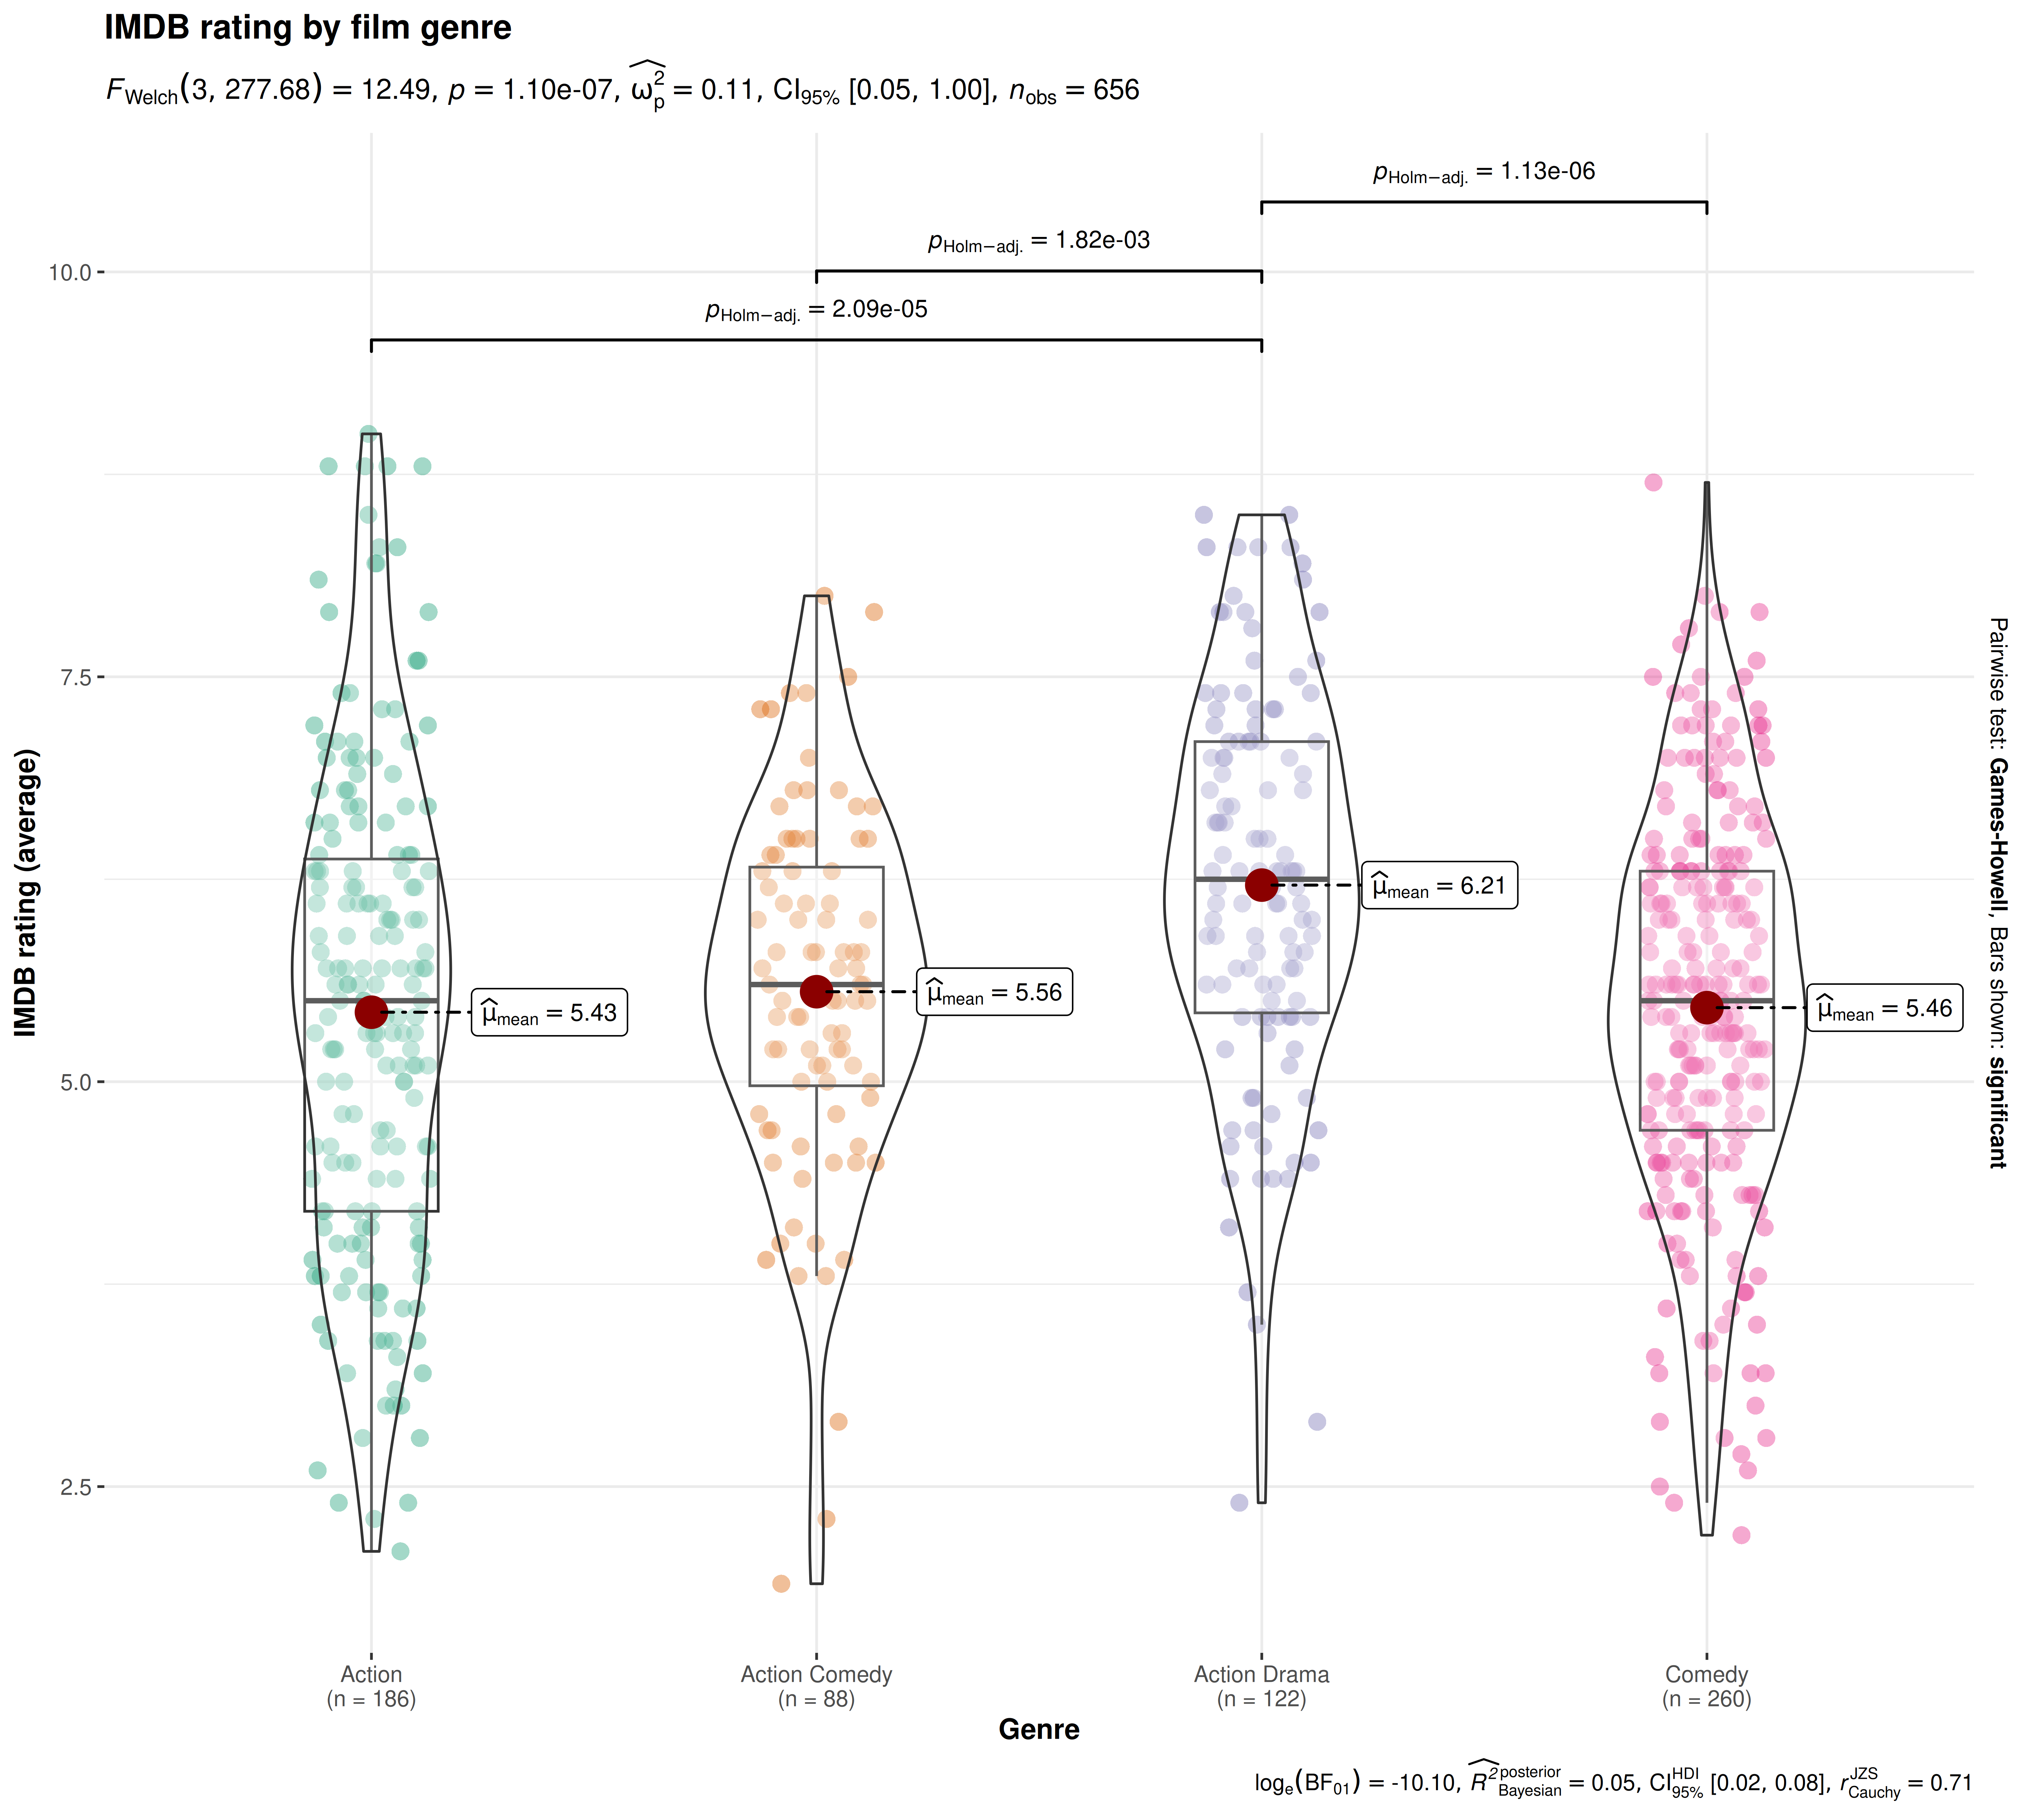 IMDB rating by film genre
F_Welch(3, 277.68) = 12.49, p = 1.10e-07, ω̂²_p = 0.11, CI_95% [0.05, 1.00], n_obs = 656
p_Holm−adj. = 1.13e-06
p_Holm−adj. = 1.82e-03
p_Holm−adj. = 2.09e-05
10.0
7.5
5.0
2.5
IMDB rating (average)
μ̂_mean = 5.43
μ̂_mean = 5.56
μ̂_mean = 6.21
μ̂_mean = 5.46
Pairwise test: Games-Howell, Bars shown: significant
Action
(n = 186)
Action Comedy
(n = 88)
Action Drama
(n = 122)
Comedy
(n = 260)
Genre
log_e(BF_01) = -10.10, R̂²^posterior_Bayesian = 0.05, CI^HDI_95% [0.02, 0.08], r^JZS_Cauchy = 0.71